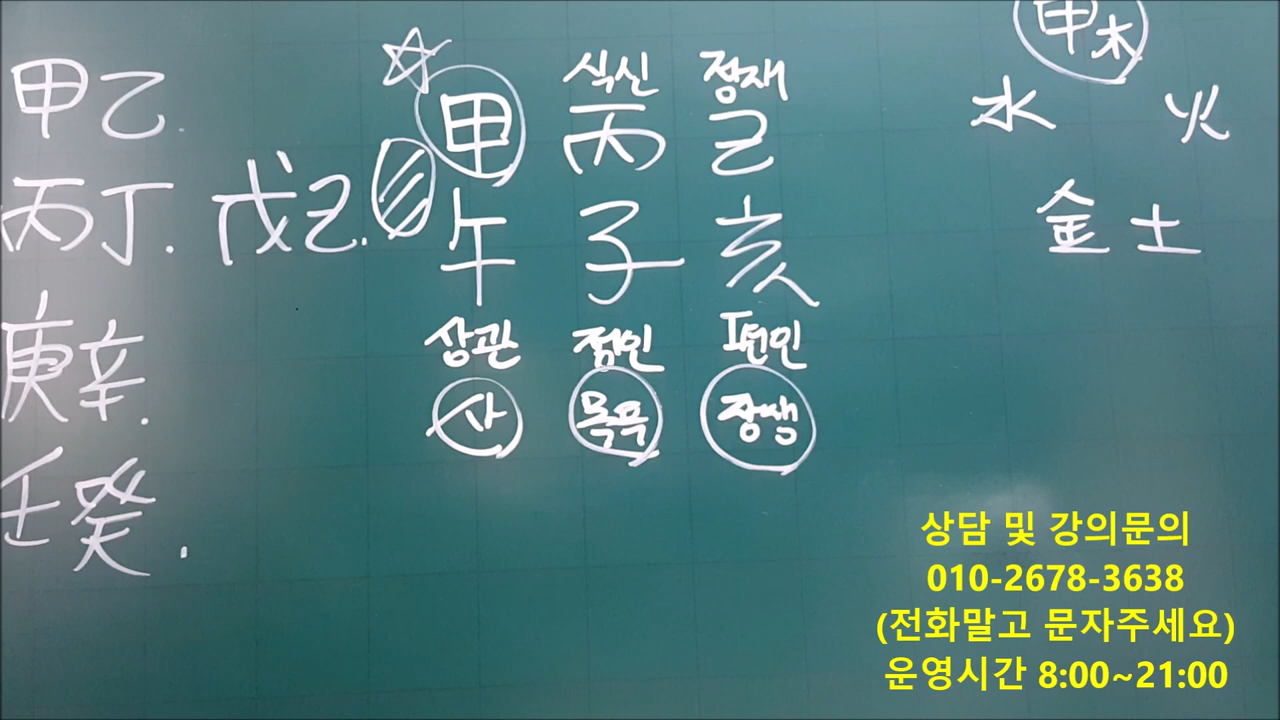 甲乙.
丙丁. 戊己.
庚辛.
壬癸.
식신 정재
甲 丙 己
午 子 亥
상관 정인 편인
사 목욕 장생
甲木
水 火
金 土
상담 및 강의문의
010-2678-3638
(전화말고 문자주세요)
운영시간 8:00~21:00